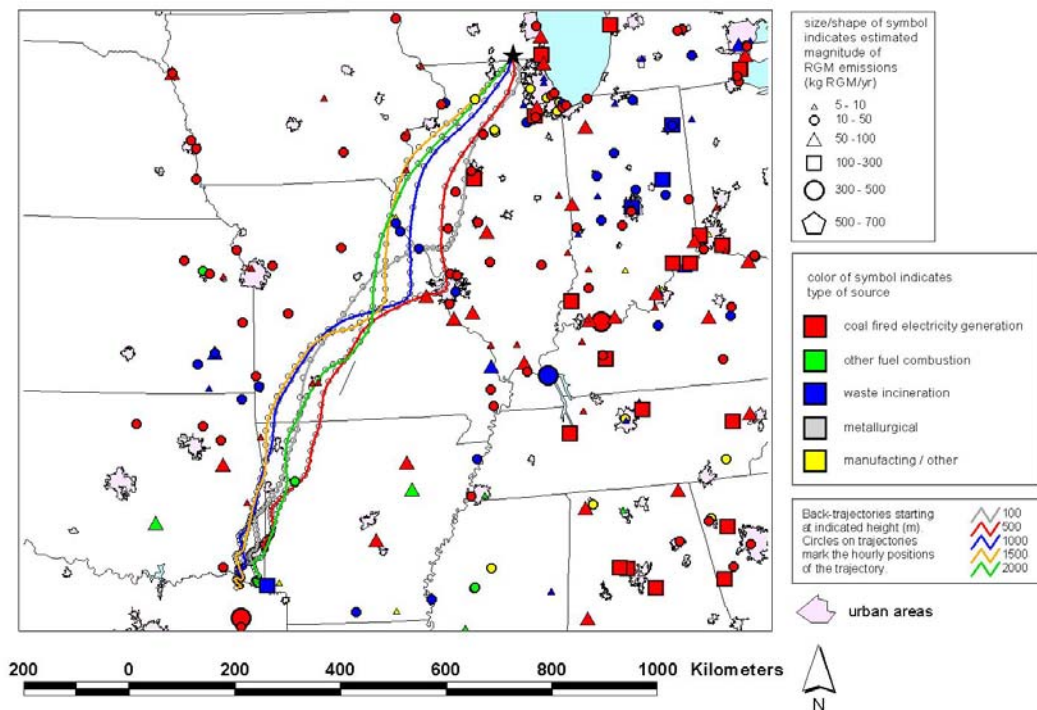 size/shape of symbol
indicates estimated
magnitude of
RGM emissions
(kg RGM/yr)
5 - 10
10 - 50
50 -100
100 -300
300 - 500
500 - 700
color of symbol indicates
type of source
coal fired electricity generation
other fuel combustion
waste incineration
metallurgical
manufacting / other
Back-trajectories starting
at indicated height (m).
Circles on trajectories
mark the hourly positions
of the trajectory.
100
500
1000
1500
2000
urban areas
200 0 200 400 600 800 1000 Kilometers
N